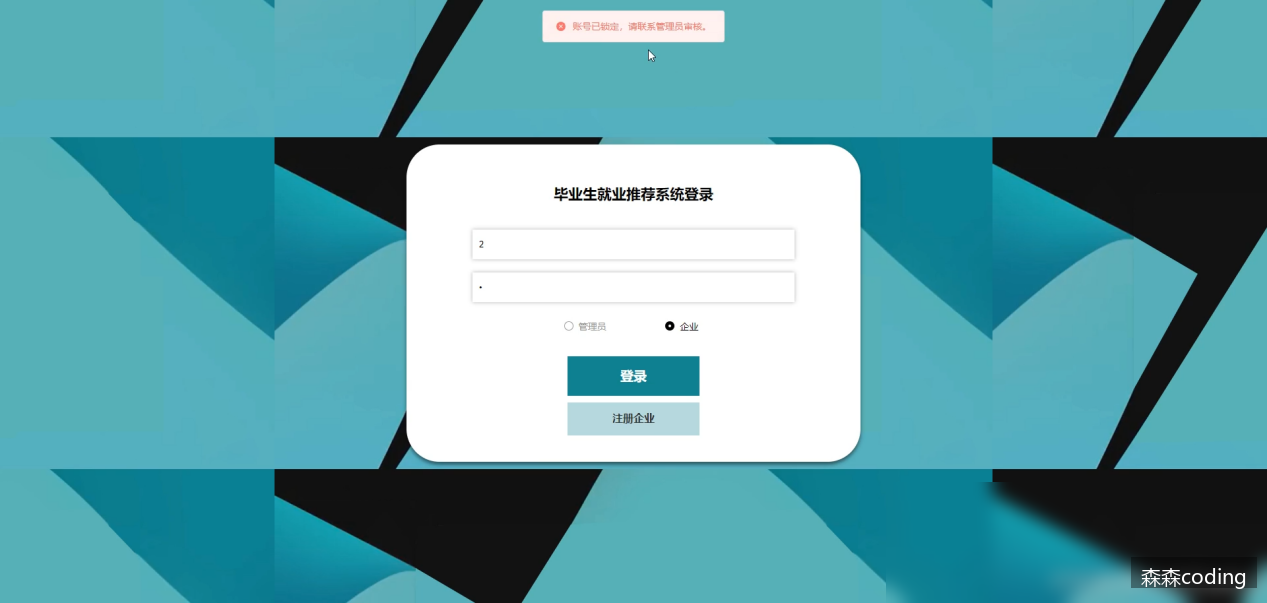 账号已锁定，请联系管理员审核。
毕业生就业推荐系统登录
2
•
管理员
企业
登录
注册企业
森森coding